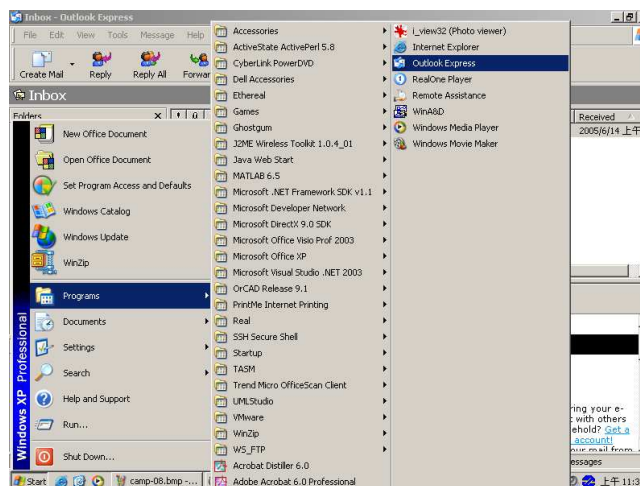 Inbox - Outlook Express
File Edit View Tools Message Help
Create Mail Reply Reply All Forwar
Inbox
Folders
Received
2005/6/14 上午
New Office Document
Open Office Document
Set Program Access and Defaults
Windows Catalog
Windows Update
WinZip
Programs
Documents
Settings
Search
Help and Support
Run...
Shut Down...
Windows XP Professional
Accessories
ActiveState ActivePerl 5.8
CyberLink PowerDVD
Dell Accessories
Ethereal
Games
Ghostgum
J2ME Wireless Toolkit 1.0.4_01
Java Web Start
MATLAB 6.5
Microsoft .NET Framework SDK v1.1
Microsoft Developer Network
Microsoft DirectX 9.0 SDK
Microsoft Office Visio Prof 2003
Microsoft Office XP
Microsoft Visual Studio .NET 2003
OrCAD Release 9.1
PrintMe Internet Printing
Real
SSH Secure Shell
Startup
TASM
Trend Micro OfficeScan Client
UMLStudio
VMware
WinZip
WS_FTP
Acrobat Distiller 6.0
Adobe Acrobat 6.0 Professional
i_view32 (Photo viewer)
Internet Explorer
Outlook Express
RealOne Player
Remote Assistance
WinA&D
Windows Media Player
Windows Movie Maker
ring your e-
t with others
ehold? Get a
account!
our mail from
essages
Start
camp-08.bmp -...
上午 11:3